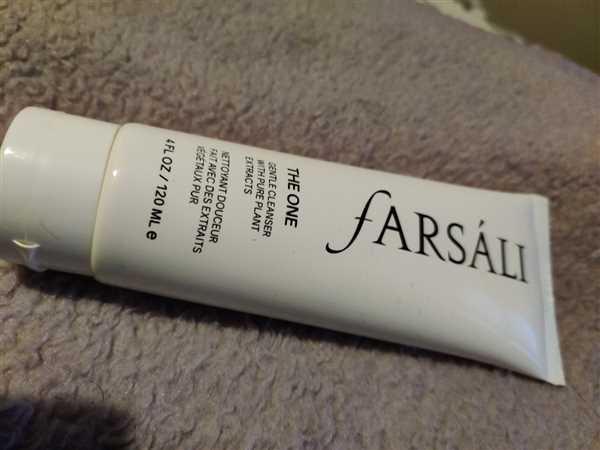 fARSÁLI
THE ONE
GENTLE CLEANSER
WITH PURE PLANT
EXTRACTS
NETTOYANT DOUCEUR
FAIT AVEC DES EXTRAITS
VÉGÉTAUX PUR
4 FL OZ / 120 ML e